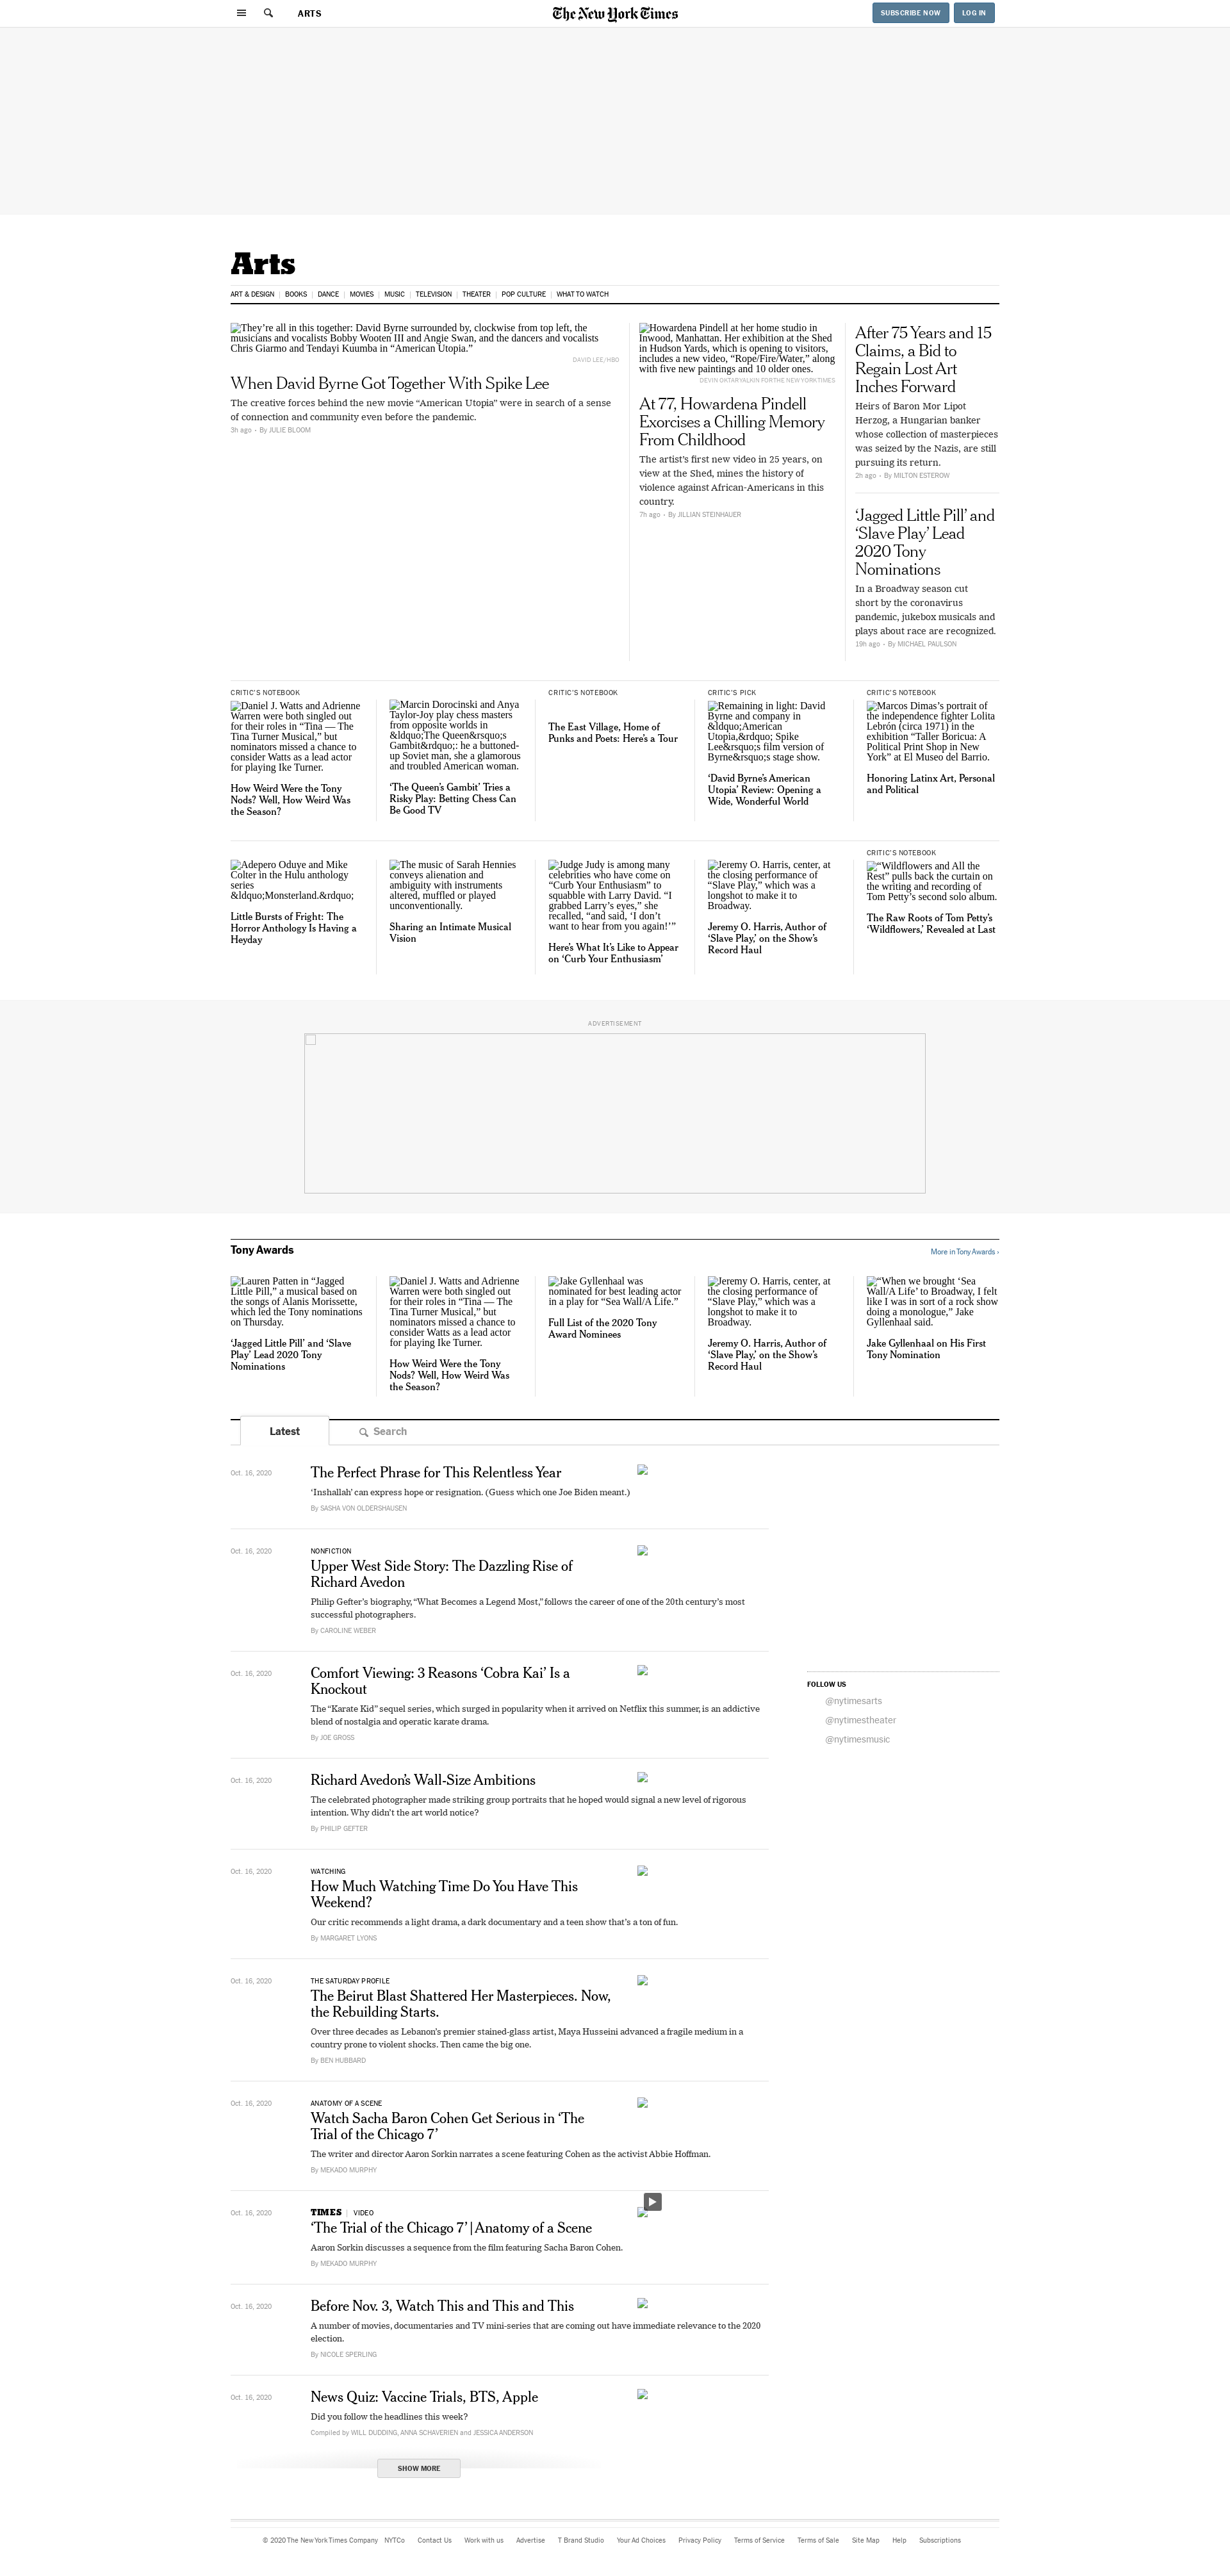 ARTS
The New York Times
SUBSCRIBE NOW
LOG IN
Arts
ART & DESIGN | BOOKS | DANCE | MOVIES | MUSIC | TELEVISION | THEATER | POP CULTURE | WHAT TO WATCH
They’re all in this together: David Byrne surrounded by, clockwise from top left, the
musicians and vocalists Bobby Wooten III and Angie Swan, and the dancers and vocalists
Chris Giarmo and Tendayi Kuumba in “American Utopia.”
DAVID LEE/HBO
When David Byrne Got Together With Spike Lee
The creative forces behind the new movie “American Utopia” were in search of a sense
of connection and community even before the pandemic.
3h ago • By JULIE BLOOM
Howardena Pindell at her home studio in
Inwood, Manhattan. Her exhibition at the Shed
in Hudson Yards, which is opening to visitors,
includes a new video, “Rope/Fire/Water,” along
with five new paintings and 10 older ones.
DEVIN OKTAR YALKIN FOR THE NEW YORK TIMES
At 77, Howardena Pindell
Exorcises a Chilling Memory
From Childhood
The artist’s first new video in 25 years, on
view at the Shed, mines the history of
violence against African-Americans in this
country.
7h ago • By JILLIAN STEINHAUER
After 75 Years and 15
Claims, a Bid to
Regain Lost Art
Inches Forward
Heirs of Baron Mor Lipot
Herzog, a Hungarian banker
whose collection of masterpieces
was seized by the Nazis, are still
pursuing its return.
2h ago • By MILTON ESTEROW
‘Jagged Little Pill’ and
‘Slave Play’ Lead
2020 Tony
Nominations
In a Broadway season cut
short by the coronavirus
pandemic, jukebox musicals and
plays about race are recognized.
19h ago • By MICHAEL PAULSON
CRITIC’S NOTEBOOK
Daniel J. Watts and Adrienne
Warren were both singled out
for their roles in “Tina — The
Tina Turner Musical,” but
nominators missed a chance to
consider Watts as a lead actor
for playing Ike Turner.
How Weird Were the Tony
Nods? Well, How Weird Was
the Season?
Marcin Dorocinski and Anya
Taylor-Joy play chess masters
from opposite worlds in
&ldquo;The Queen&rsquo;s
Gambit&rdquo;: he a buttoned-
up Soviet man, she a glamorous
and troubled American woman.
‘The Queen’s Gambit’ Tries a
Risky Play: Betting Chess Can
Be Good TV
CRITIC’S NOTEBOOK
The East Village, Home of
Punks and Poets: Here’s a Tour
CRITIC’S PICK
Remaining in light: David
Byrne and company in
&ldquo;American
Utopia,&rdquo; Spike
Lee&rsquo;s film version of
Byrne&rsquo;s stage show.
‘David Byrne’s American
Utopia’ Review: Opening a
Wide, Wonderful World
CRITIC’S NOTEBOOK
Marcos Dimas’s portrait of
the independence fighter Lolita
Lebrón (circa 1971) in the
exhibition “Taller Boricua: A
Political Print Shop in New
York” at El Museo del Barrio.
Honoring Latinx Art, Personal
and Political
Adepero Oduye and Mike
Colter in the Hulu anthology
series
&ldquo;Monsterland.&rdquo;
Little Bursts of Fright: The
Horror Anthology Is Having a
Heyday
The music of Sarah Hennies
conveys alienation and
ambiguity with instruments
altered, muffled or played
unconventionally.
Sharing an Intimate Musical
Vision
Judge Judy is among many
celebrities who have come on
“Curb Your Enthusiasm” to
squabble with Larry David. “I
grabbed Larry’s eyes,” she
recalled, “and said, ‘I don’t
want to hear from you again!’”
Here’s What It’s Like to Appear
on ‘Curb Your Enthusiasm’
Jeremy O. Harris, center, at
the closing performance of
“Slave Play,” which was a
longshot to make it to
Broadway.
Jeremy O. Harris, Author of
‘Slave Play,’ on the Show’s
Record Haul
CRITIC’S NOTEBOOK
“Wildflowers and All the
Rest” pulls back the curtain on
the writing and recording of
Tom Petty’s second solo album.
The Raw Roots of Tom Petty’s
‘Wildflowers,’ Revealed at Last
ADVERTISEMENT
Tony Awards
More in Tony Awards ›
Lauren Patten in “Jagged
Little Pill,” a musical based on
the songs of Alanis Morissette,
which led the Tony nominations
on Thursday.
‘Jagged Little Pill’ and ‘Slave
Play’ Lead 2020 Tony
Nominations
Daniel J. Watts and Adrienne
Warren were both singled out
for their roles in “Tina — The
Tina Turner Musical,” but
nominators missed a chance to
consider Watts as a lead actor
for playing Ike Turner.
How Weird Were the Tony
Nods? Well, How Weird Was
the Season?
Jake Gyllenhaal was
nominated for best leading actor
in a play for “Sea Wall/A Life.”
Full List of the 2020 Tony
Award Nominees
Jeremy O. Harris, center, at
the closing performance of
“Slave Play,” which was a
longshot to make it to
Broadway.
Jeremy O. Harris, Author of
‘Slave Play,’ on the Show’s
Record Haul
“When we brought ‘Sea
Wall/A Life’ to Broadway, I felt
like I was in sort of a rock show
doing a monologue,” Jake
Gyllenhaal said.
Jake Gyllenhaal on His First
Tony Nomination
Latest
Search
Oct. 16, 2020
The Perfect Phrase for This Relentless Year
‘Inshallah’ can express hope or resignation. (Guess which one Joe Biden meant.)
By SASHA VON OLDERSHAUSEN
Oct. 16, 2020
NONFICTION
Upper West Side Story: The Dazzling Rise of
Richard Avedon
Philip Gefter’s biography, “What Becomes a Legend Most,” follows the career of one of the 20th century’s most
successful photographers.
By CAROLINE WEBER
Oct. 16, 2020
Comfort Viewing: 3 Reasons ‘Cobra Kai’ Is a
Knockout
The “Karate Kid” sequel series, which surged in popularity when it arrived on Netflix this summer, is an addictive
blend of nostalgia and operatic karate drama.
By JOE GROSS
FOLLOW US
@nytimesarts
@nytimestheater
@nytimesmusic
Oct. 16, 2020
Richard Avedon’s Wall-Size Ambitions
The celebrated photographer made striking group portraits that he hoped would signal a new level of rigorous
intention. Why didn’t the art world notice?
By PHILIP GEFTER
Oct. 16, 2020
WATCHING
How Much Watching Time Do You Have This
Weekend?
Our critic recommends a light drama, a dark documentary and a teen show that’s a ton of fun.
By MARGARET LYONS
Oct. 16, 2020
THE SATURDAY PROFILE
The Beirut Blast Shattered Her Masterpieces. Now,
the Rebuilding Starts.
Over three decades as Lebanon’s premier stained-glass artist, Maya Husseini advanced a fragile medium in a
country prone to violent shocks. Then came the big one.
By BEN HUBBARD
Oct. 16, 2020
ANATOMY OF A SCENE
Watch Sacha Baron Cohen Get Serious in ‘The
Trial of the Chicago 7’
The writer and director Aaron Sorkin narrates a scene featuring Cohen as the activist Abbie Hoffman.
By MEKADO MURPHY
Oct. 16, 2020
TIMES | VIDEO
‘The Trial of the Chicago 7’ | Anatomy of a Scene
Aaron Sorkin discusses a sequence from the film featuring Sacha Baron Cohen.
By MEKADO MURPHY
Oct. 16, 2020
Before Nov. 3, Watch This and This and This
A number of movies, documentaries and TV mini-series that are coming out have immediate relevance to the 2020
election.
By NICOLE SPERLING
Oct. 16, 2020
News Quiz: Vaccine Trials, BTS, Apple
Did you follow the headlines this week?
Compiled by WILL DUDDING, ANNA SCHAVERIEN and JESSICA ANDERSON
SHOW MORE
© 2020 The New York Times Company NYTCo Contact Us Work with us Advertise T Brand Studio Your Ad Choices Privacy Policy Terms of Service Terms of Sale Site Map Help Subscriptions